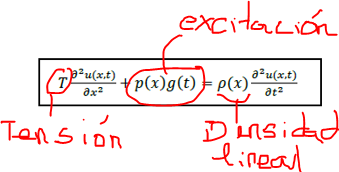 excitación
T ∂²u(x,t)/∂x² + p(x)g(t) = ρ(x) ∂²u(x,t)/∂t²
Tensión
Densidad
lineal